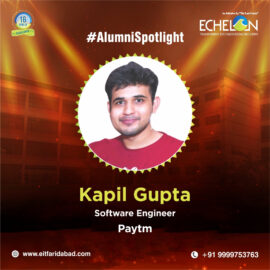 ECHELON
#AlumniSpotlight
Kapil Gupta
Software Engineer
Paytm
www.eitfaridabad.com
+91 9999753763